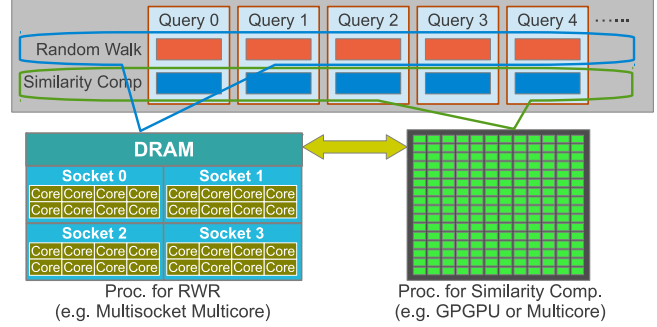 Query 0 Query 1 Query 2 Query 3 Query 4 ......
Random Walk
Similarity Comp
DRAM
Socket 0 Socket 1
Core Core Core Core Core Core Core Core
Core Core Core Core Core Core Core Core
Socket 2 Socket 3
Core Core Core Core Core Core Core Core
Core Core Core Core Core Core Core Core
Proc. for RWR Proc. for Similarity Comp.
(e.g. Multisocket Multicore) (e.g. GPGPU or Multicore)